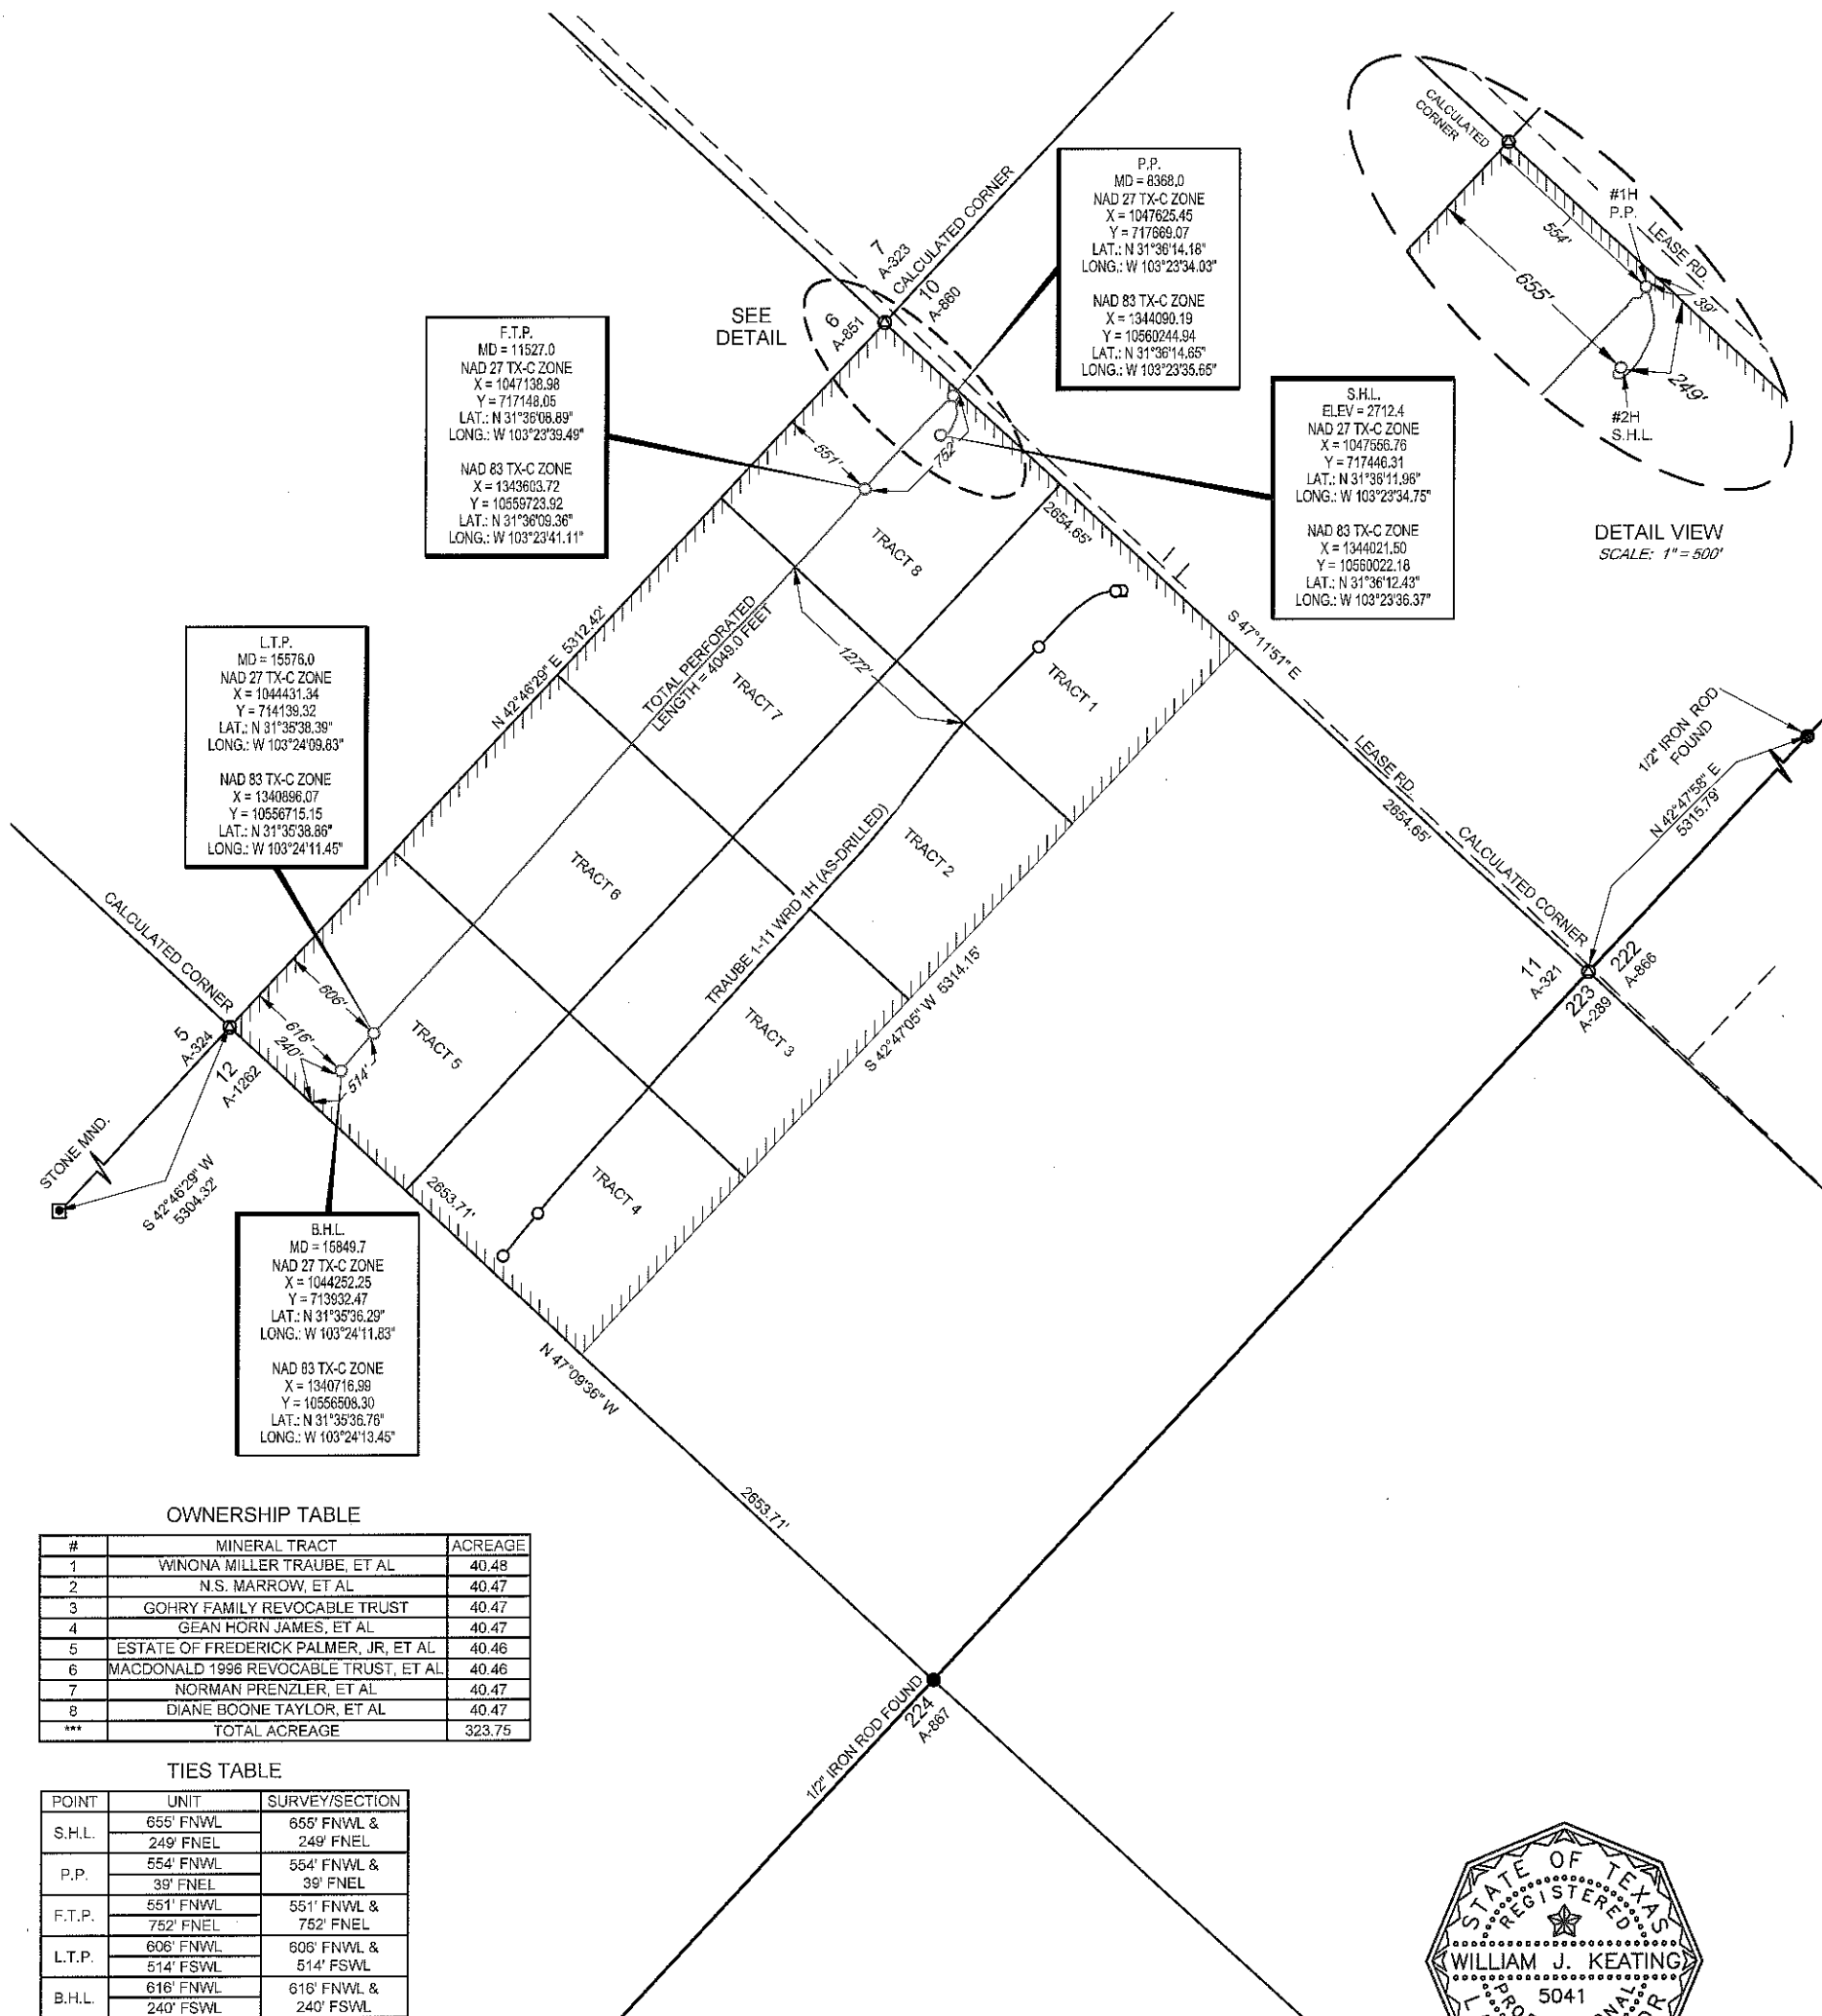 P.P.
MD = 8368.0
NAD 27 TX-C ZONE
X = 1047625.45
Y = 717669.07
LAT.: N 31°36'14.18"
LONG.: W 103°23'34.03"
NAD 83 TX-C ZONE
X = 1344090.19
Y = 10560244.94
LAT.: N 31°36'14.65"
LONG.: W 103°23'35.65"
CALCULATED
CORNER
#1H
P.P.
LEASE RD.
554'
39'
655'
249'
#2H
S.H.L.
DETAIL VIEW
SCALE: 1" = 500'
7
A-323
CALCULATED CORNER
10
A-860
6
A-851
SEE
DETAIL
F.T.P.
MD = 11527.0
NAD 27 TX-C ZONE
X = 1047138.98
Y = 717148.05
LAT.: N 31°36'08.89"
LONG.: W 103°23'39.49"
NAD 83 TX-C ZONE
X = 1343603.72
Y = 10559723.92
LAT.: N 31°36'09.36"
LONG.: W 103°23'41.11"
S.H.L.
ELEV = 2712.4
NAD 27 TX-C ZONE
X = 1047556.76
Y = 717446.31
LAT.: N 31°36'11.96"
LONG.: W 103°23'34.75"
NAD 83 TX-C ZONE
X = 1344021.50
Y = 10560022.18
LAT.: N 31°36'12.43"
LONG.: W 103°23'36.37"
551'
752'
2654.65'
TRACT 8
S 47°11'51" E
L.T.P.
MD = 15576.0
NAD 27 TX-C ZONE
X = 1044431.34
Y = 714139.32
LAT.: N 31°35'38.39"
LONG.: W 103°24'09.83"
NAD 83 TX-C ZONE
X = 1340896.07
Y = 10556715.15
LAT.: N 31°35'38.86"
LONG.: W 103°24'11.45"
N 42°46'29" E 5312.42'
TOTAL PERFORATED
LENGTH = 4049.0 FEET
1272'
TRACT 7
TRACT 1
LEASE RD.
2654.65'
CALCULATED CORNER
1/2" IRON ROD
FOUND
N 42°47'58" E
5315.79'
TRACT 6
TRACT 2
TRAUBE 1-11 WRD 1H (AS-DRILLED)
S 42°47'05" W 5314.15'
11
A-321
222
A-866
223
A-289
CALCULATED CORNER
5
A-324
12
A-1262
606'
616'
240'
514'
TRACT 5
TRACT 3
STONE MND.
S 42°46'29" W
5304.32'
2653.71'
TRACT 4
B.H.L.
MD = 15849.7
NAD 27 TX-C ZONE
X = 1044252.25
Y = 713932.47
LAT.: N 31°35'36.29"
LONG.: W 103°24'11.83"
NAD 83 TX-C ZONE
X = 1340716.99
Y = 10556508.30
LAT.: N 31°35'36.76"
LONG.: W 103°24'13.45"
N 47°09'36" W
2653.71'
1/2" IRON ROD FOUND
224
A-867
OWNERSHIP TABLE
# MINERAL TRACT ACREAGE
1 WINONA MILLER TRAUBE, ET AL 40.48
2 N.S. MARROW, ET AL 40.47
3 GOHRY FAMILY REVOCABLE TRUST 40.47
4 GEAN HORN JAMES, ET AL 40.47
5 ESTATE OF FREDERICK PALMER, JR, ET AL 40.46
6 MACDONALD 1996 REVOCABLE TRUST, ET AL 40.46
7 NORMAN PRENZLER, ET AL 40.47
8 DIANE BOONE TAYLOR, ET AL 40.47
*** TOTAL ACREAGE 323.75
TIES TABLE
POINT UNIT SURVEY/SECTION
S.H.L. 655' FNWL 655' FNWL &
249' FNEL 249' FNEL
P.P. 554' FNWL 554' FNWL &
39' FNEL 39' FNEL
F.T.P. 551' FNWL 551' FNWL &
752' FNEL 752' FNEL
L.T.P. 606' FNWL 606' FNWL &
514' FSWL 514' FSWL
B.H.L. 616' FNWL 616' FNWL &
240' FSWL 240' FSWL
STATE OF TEXAS
REGISTERED
WILLIAM J. KEATING
5041